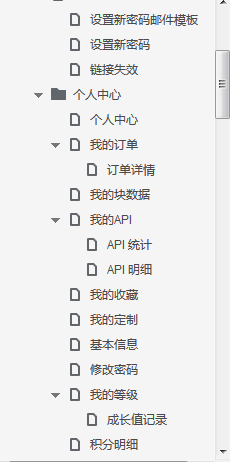 设置新密码邮件模板
设置新密码
链接失效
个人中心
个人中心
我的订单
订单详情
我的块数据
我的API
API 统计
API 明细
我的收藏
我的定制
基本信息
修改密码
我的等级
成长值记录
积分明细